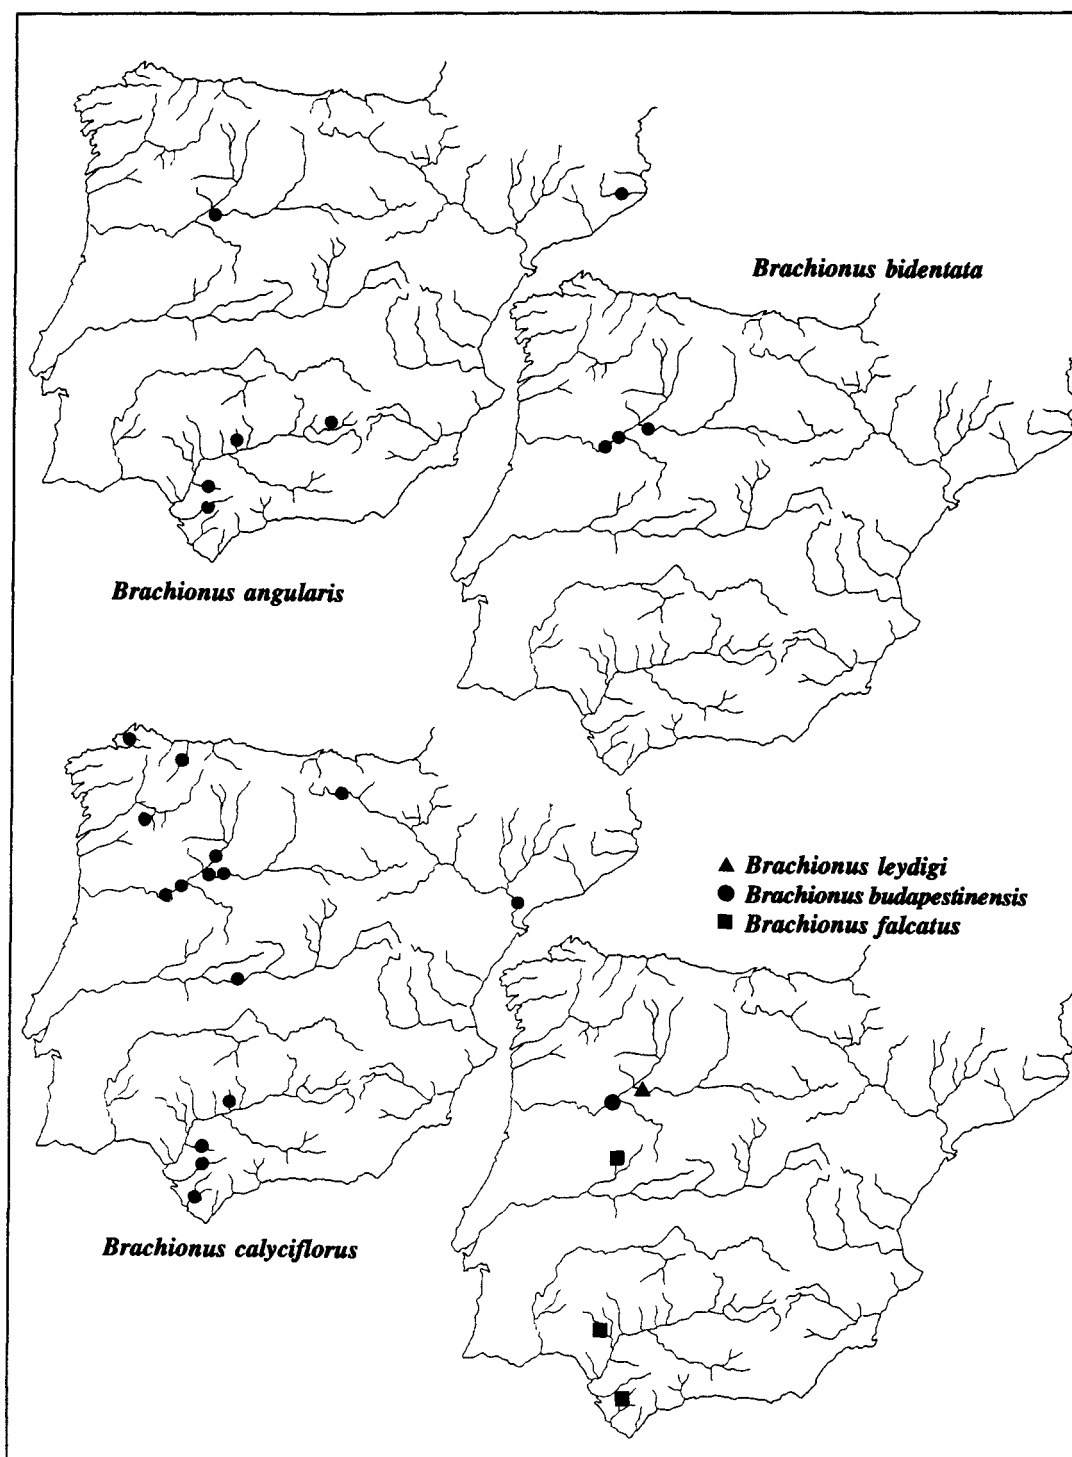 Brachionus bidentata
Brachionus angularis
Brachionus leydigi
Brachionus budapestinensis
Brachionus falcatus
Brachionus calyciflorus